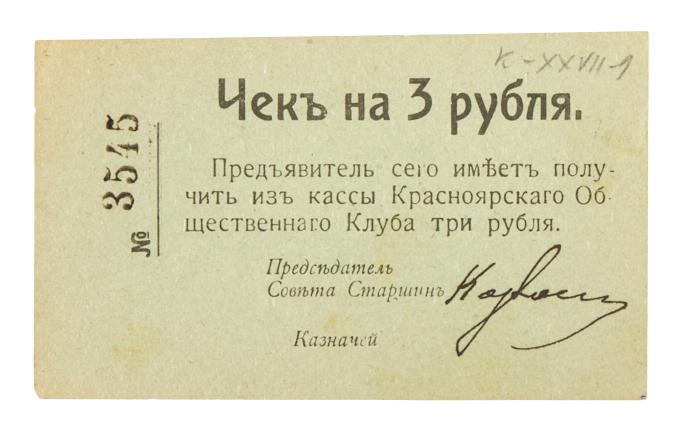 К-XXVII-9
Чекъ на 3 рубля.
№ 3545
Предъявитель сего имѣетъ полу-
чить изъ кассы Красноярскаго Об-
щественнаго Клуба три рубля.
Предсѣдатель
Совѣта Старшинъ
Казначей